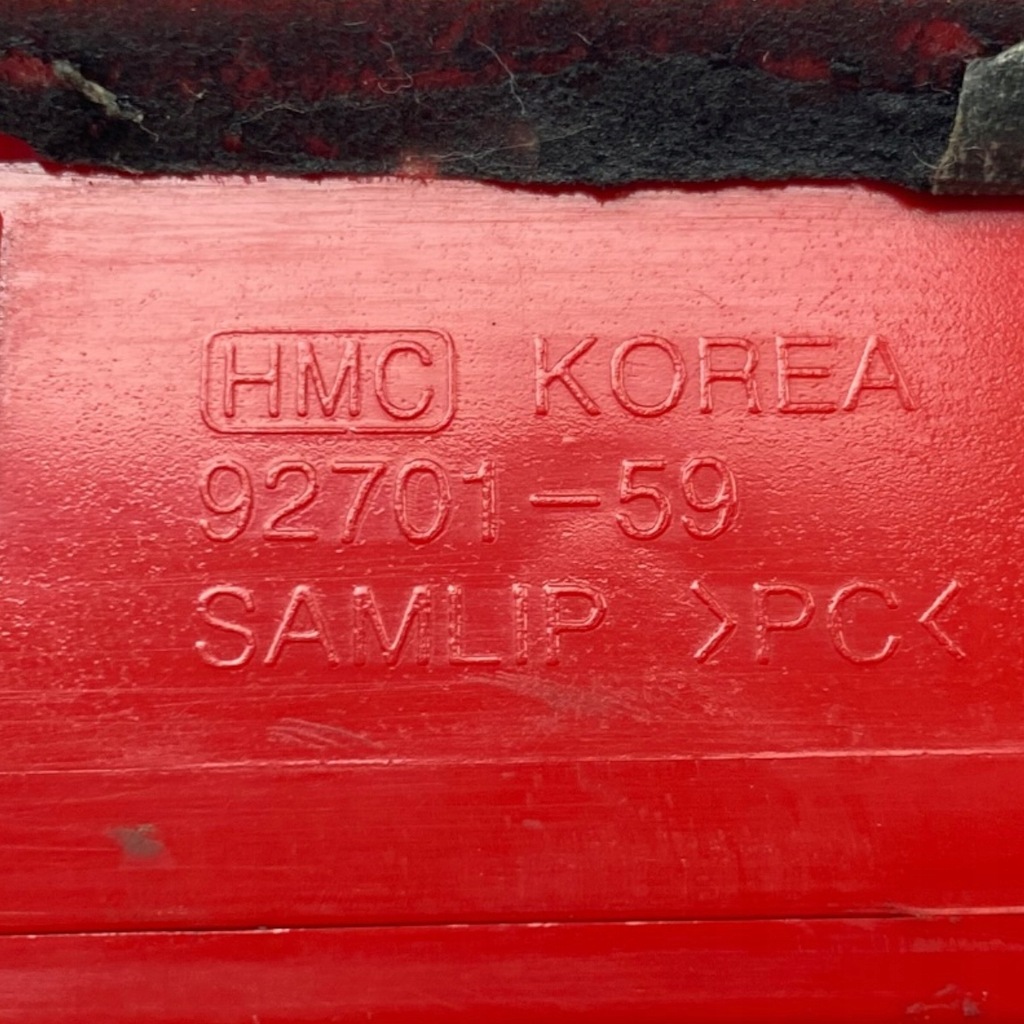 HMC KOREA
92701-59
SAMLIP >PC<